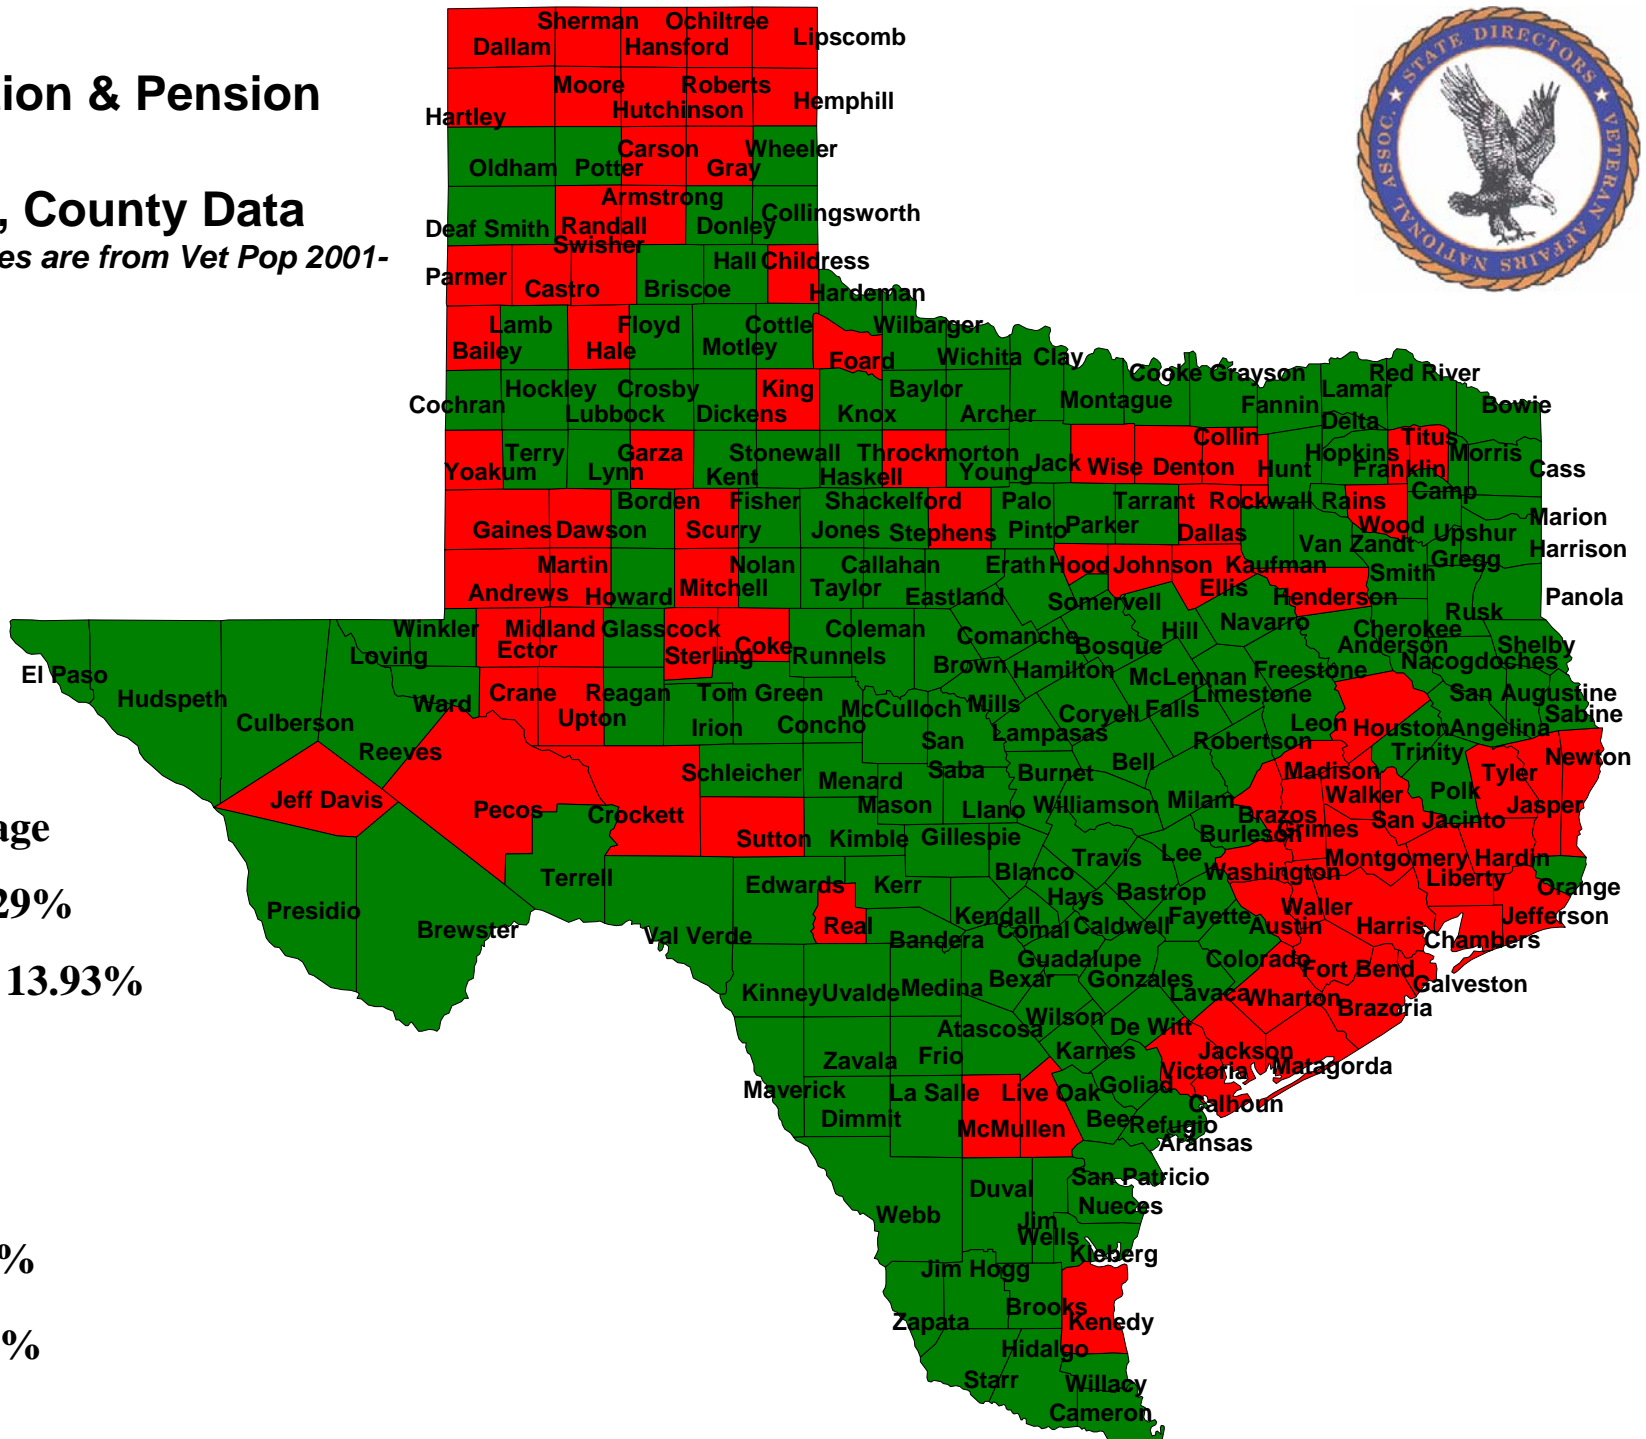 tion & Pension
, County Data
es are from Vet Pop 2001-
STATE DIRECTORS
VETERAN AFFAIRS
NATIONAL ASSOC.
Sherman Ochiltree
Dallam Hansford Lipscomb
Moore Roberts
Hartley Hutchinson Hemphill
Carson Wheeler
Oldham Potter Gray
Armstrong
Deaf Smith Randall Donley Collingsworth
Swisher
Parmer Hall Childress
Castro Briscoe Hardeman
Lamb Floyd Cottle Wilbarger
Bailey Hale Motley Foard Wichita Clay
Cooke Grayson Red River
Hockley Crosby King Baylor Montague Lamar
Cochran Lubbock Dickens Knox Archer Fannin Bowie
Delta
Collin Titus
Terry Garza Stonewall Throckmorton Hopkins Morris
Yoakum Lynn Kent Haskell Young Jack Wise Denton Hunt Franklin Cass
Camp
Borden Fisher Shackelford Palo Tarrant Rockwall Rains
Gaines Dawson Scurry Jones Stephens Pinto Parker Dallas Wood Upshur Marion
Van Zandt Harrison
Martin Nolan Callahan Erath Hood Johnson Kaufman Gregg
Andrews Howard Mitchell Taylor Eastland Somervell Ellis Henderson Smith Panola
Rusk
Winkler Midland Glasscock Coleman Comanche Hill Navarro Cherokee
Loving Ector Sterling Coke Runnels Bosque Anderson Shelby
El Paso Brown Hamilton McLennan Freestone Nacogdoches
Hudspeth Ward Crane Reagan Tom Green Limestone San Augustine
Culberson Upton Irion Concho McCulloch Mills Coryell Falls Leon Houston Angelina Sabine
Reeves San Lampasas Robertson Trinity Newton
Schleicher Menard Saba Burnet Bell Madison Tyler
Jeff Davis Pecos Crockett Mason Llano Williamson Milam Walker Polk Jasper
age
Sutton Kimble Gillespie Brazos San Jacinto
Burleson Grimes
Travis Lee Montgomery Hardin
Terrell Edwards Kerr Blanco Washington Liberty Orange
29%
Hays Bastrop
Presidio Kendall Caldwell Fayette Waller Jefferson
Brewster Val Verde Real Bandera Comal Austin Harris Chambers
Guadalupe Colorado Fort Bend
13.93%
Kinney Uvalde Medina Bexar Gonzales Lavaca Wharton Galveston
Brazoria
Atascosa Wilson De Witt
Zavala Frio Karnes Jackson
Victoria Matagorda
Maverick La Salle Live Oak Goliad Calhoun
Dimmit McMullen Bee Refugio
Aransas
San Patricio
Duval Nueces
Webb Jim
Wells
Kleberg
%
Jim Hogg
Brooks
Zapata Kenedy
%
Hidalgo
Starr Willacy
Cameron